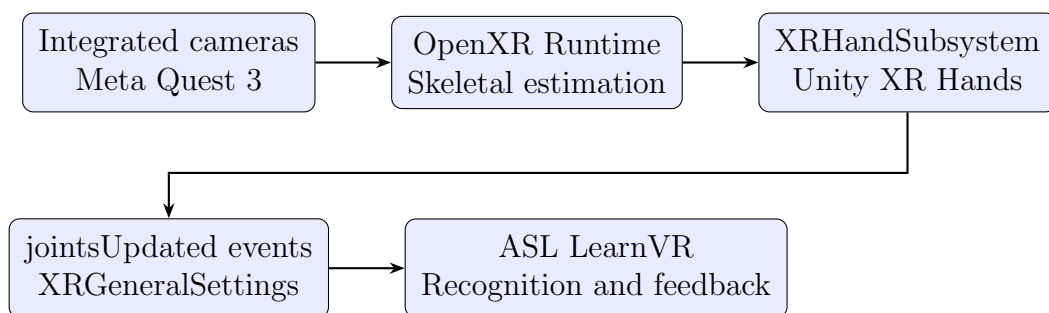 Integrated cameras
Meta Quest 3
OpenXR Runtime
Skeletal estimation
XRHandSubsystem
Unity XR Hands
jointsUpdated events
XRGeneralSettings
ASL LearnVR
Recognition and feedback